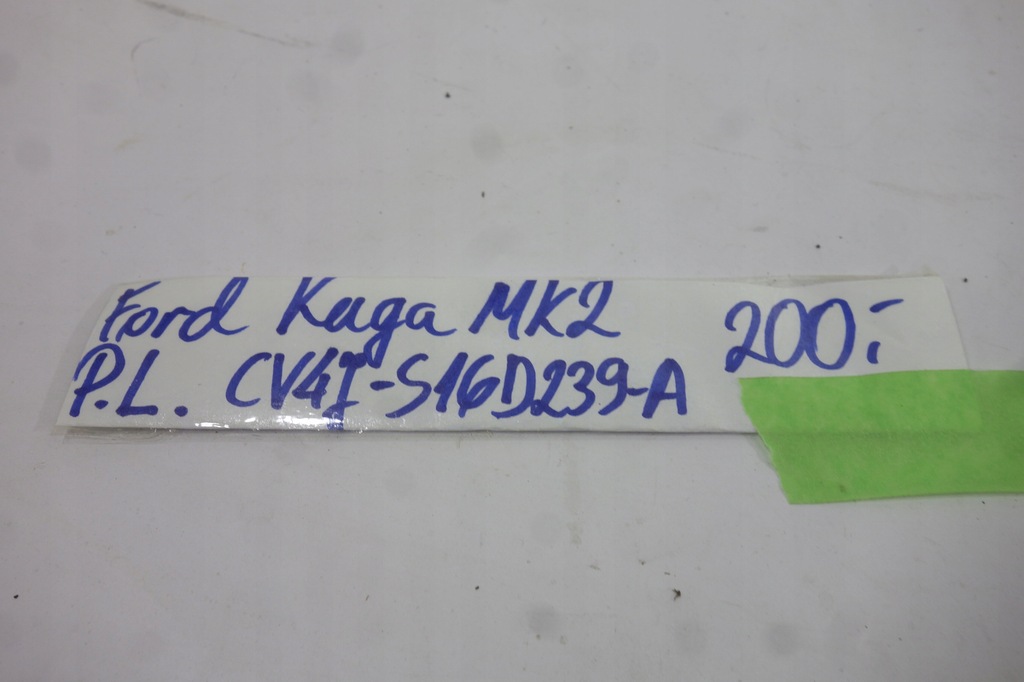 Ford Kuga MK2 200,-
P.L. CV4I-S16D239-A